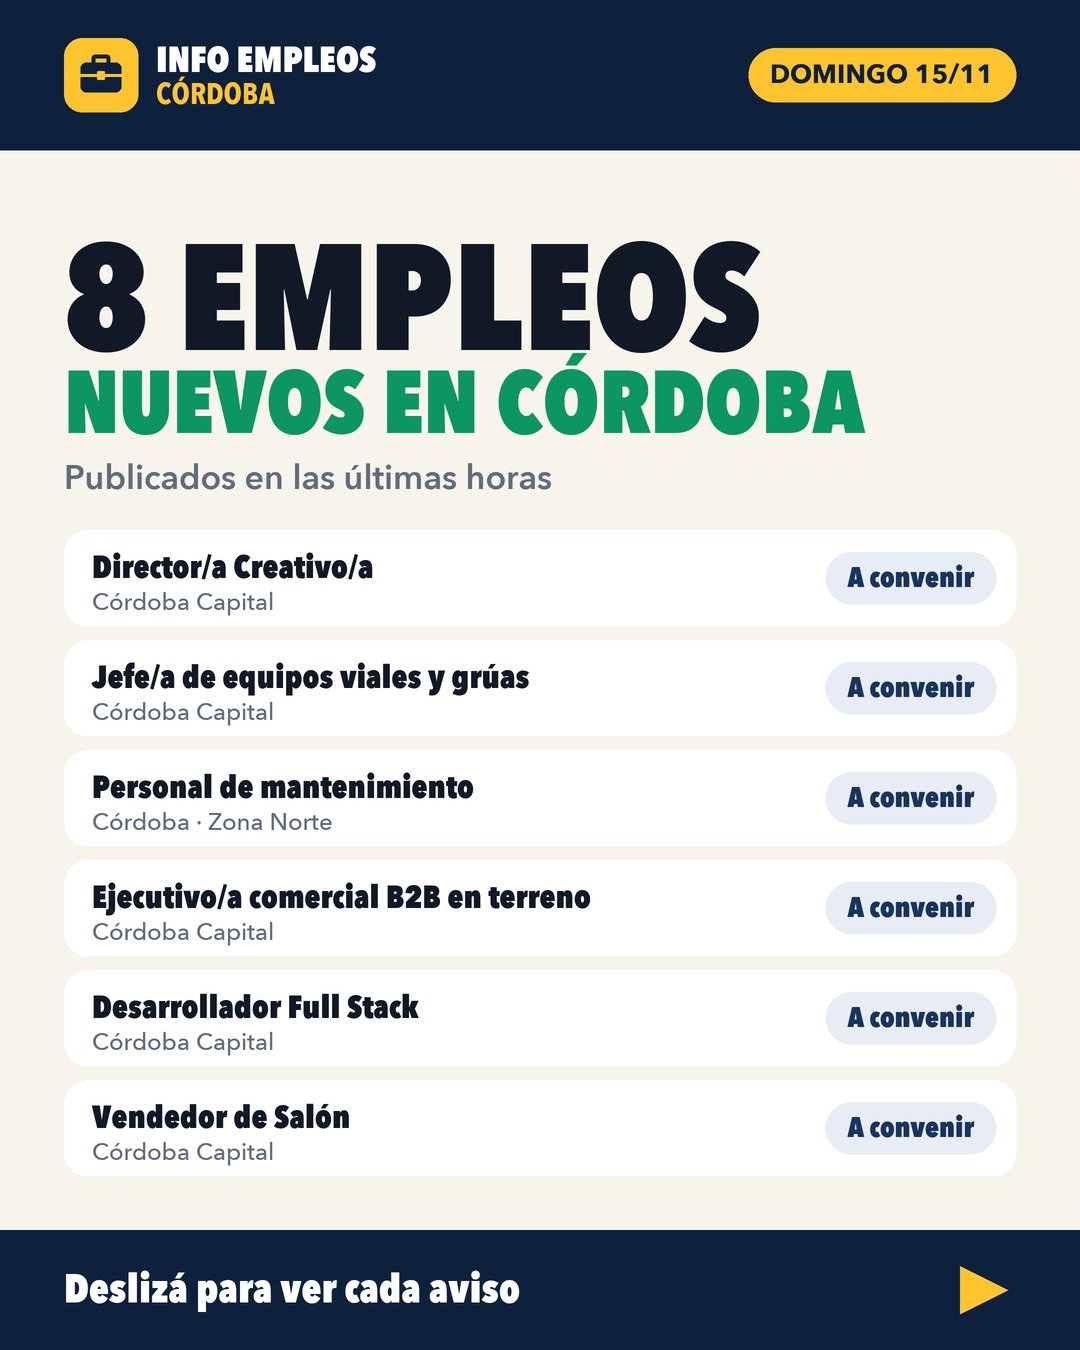 INFO EMPLEOS
CÓRDOBA
DOMINGO 15/11
8 EMPLEOS
NUEVOS EN CÓRDOBA
Publicados en las últimas horas
Director/a Creativo/a
Córdoba Capital
A convenir
Jefe/a de equipos viales y grúas
Córdoba Capital
A convenir
Personal de mantenimiento
Córdoba · Zona Norte
A convenir
Ejecutivo/a comercial B2B en terreno
Córdoba Capital
A convenir
Desarrollador Full Stack
Córdoba Capital
A convenir
Vendedor de Salón
Córdoba Capital
A convenir
Deslizá para ver cada aviso